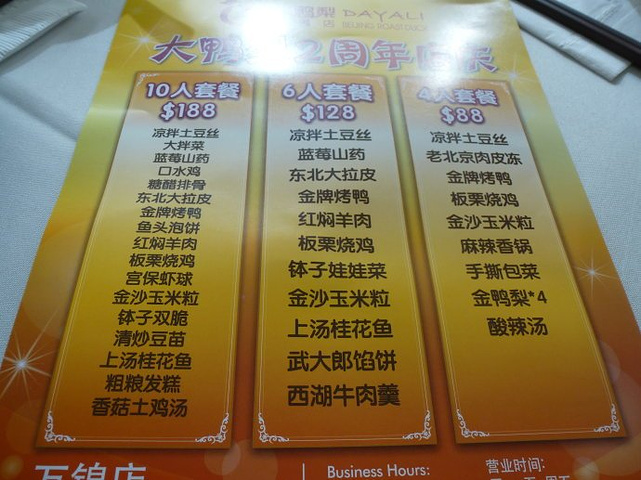 鸭梨 DAYALI
店 BEIJING ROAST DUCK
大鸭 2周年
10人套餐
$188
凉拌土豆丝
大拌菜
蓝莓山药
口水鸡
糖醋排骨
东北大拉皮
金牌烤鸭
鱼头泡饼
红焖羊肉
板栗烧鸡
宫保虾球
金沙玉米粒
钵子双脆
清炒豆苗
上汤桂花鱼
粗粮发糕
香菇土鸡汤
6人套餐
$128
凉拌土豆丝
蓝莓山药
东北大拉皮
金牌烤鸭
红焖羊肉
板栗烧鸡
钵子娃娃菜
金沙玉米粒
上汤桂花鱼
武大郎馅饼
西湖牛肉羹
4人套餐
$88
凉拌土豆丝
老北京肉皮冻
金牌烤鸭
板栗烧鸡
金沙玉米粒
麻辣香锅
手撕包菜
金鸭梨*4
酸辣汤
万锦店
Business Hours:
营业时间: